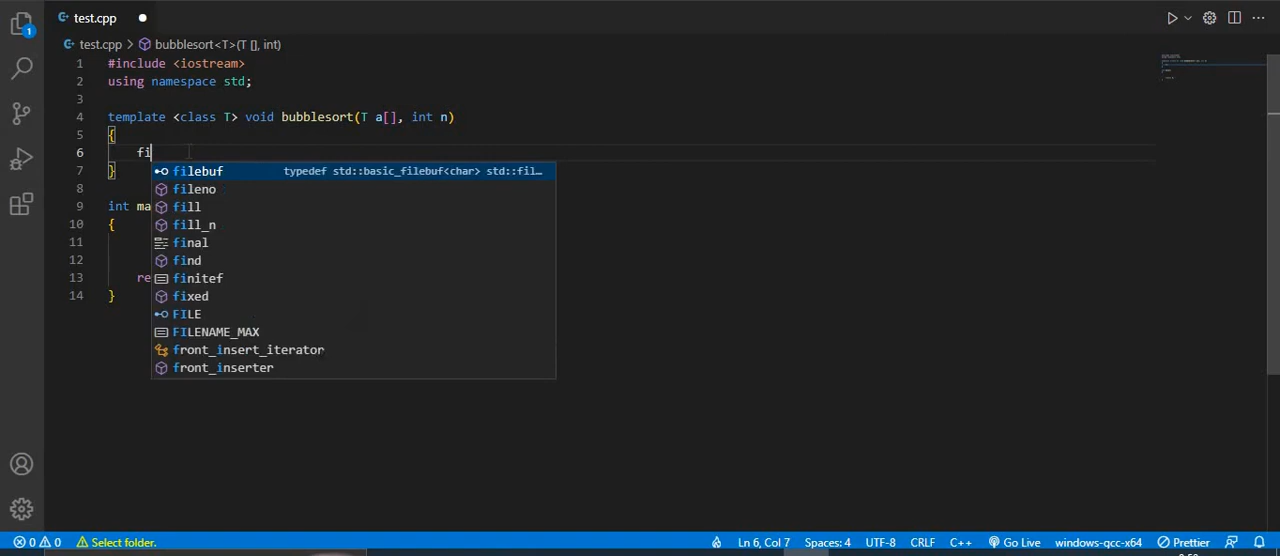 test.cpp
1
test.cpp > bubblesort<T>(T [], int)
1 #include <iostream>
2 using namespace std;
3
4 template <class T> void bubblesort(T a[], int n)
5 {
6 fi
7 }
filebuf typedef std::basic_filebuf<char> std::fil…
fileno
8
fill
9 int ma
fill_n
10 {
final
11
find
12
finitef
13 re
fixed
14 }
FILE
FILENAME_MAX
front_insert_iterator
front_inserter
0 0 Select folder. Ln 6, Col 7 Spaces: 4 UTF-8 CRLF C++ Go Live windows-gcc-x64 Prettier